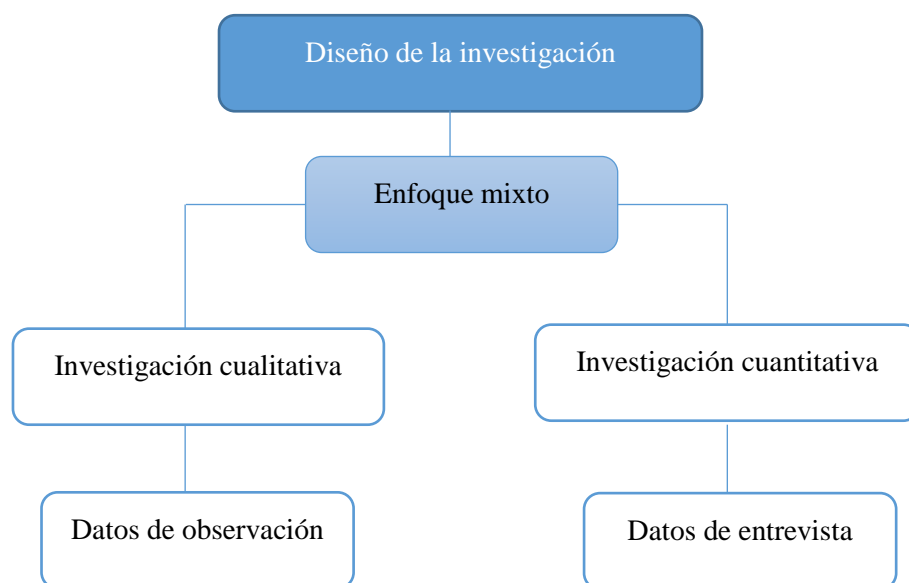 Diseño de la investigación
Enfoque mixto
Investigación cualitativa
Investigación cuantitativa
Datos de observación
Datos de entrevista